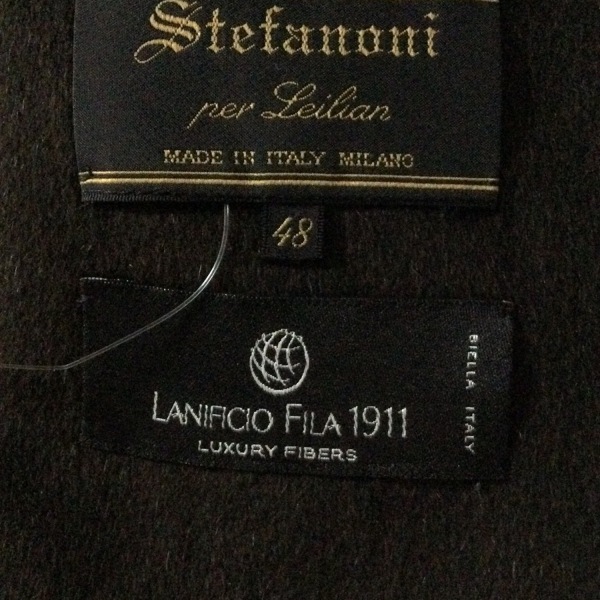 Stefanoni
per Leilian
MADE IN ITALY MILANO
48
LANIFICIO FILA 1911
LUXURY FIBERS
BIELLA ITALY